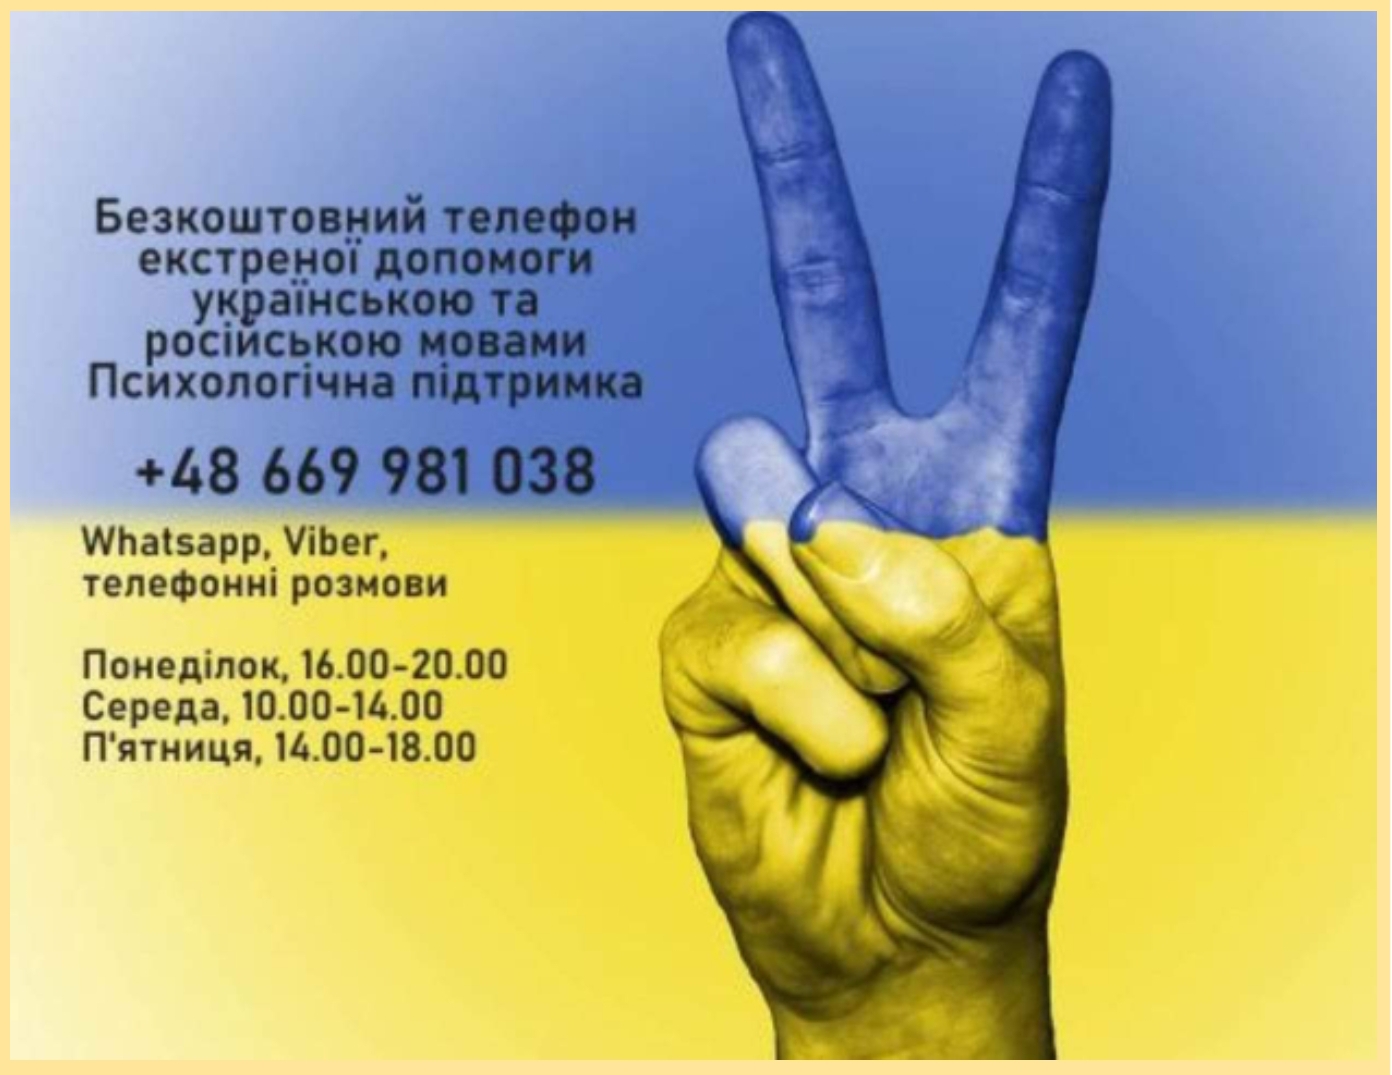 Безкоштовний телефон
екстреної допомоги
українською та
російською мовами
Психологічна підтримка
+48 669 981 038
Whatsapp, Viber,
телефонні розмови
Понеділок, 16.00-20.00
Середа, 10.00-14.00
П'ятниця, 14.00-18.00